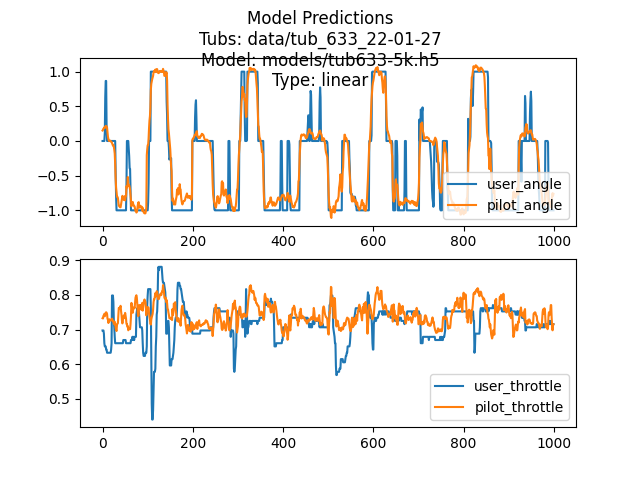 Model Predictions
Tubs: data/tub_633_22-01-27
Model: models/tub633-5k.h5
Type: linear
1.0
0.5
0.0
−0.5
−1.0
user_angle
pilot_angle
0 200 400 600 800 1000
0.9
0.8
0.7
0.6
0.5
user_throttle
pilot_throttle
0 200 400 600 800 1000